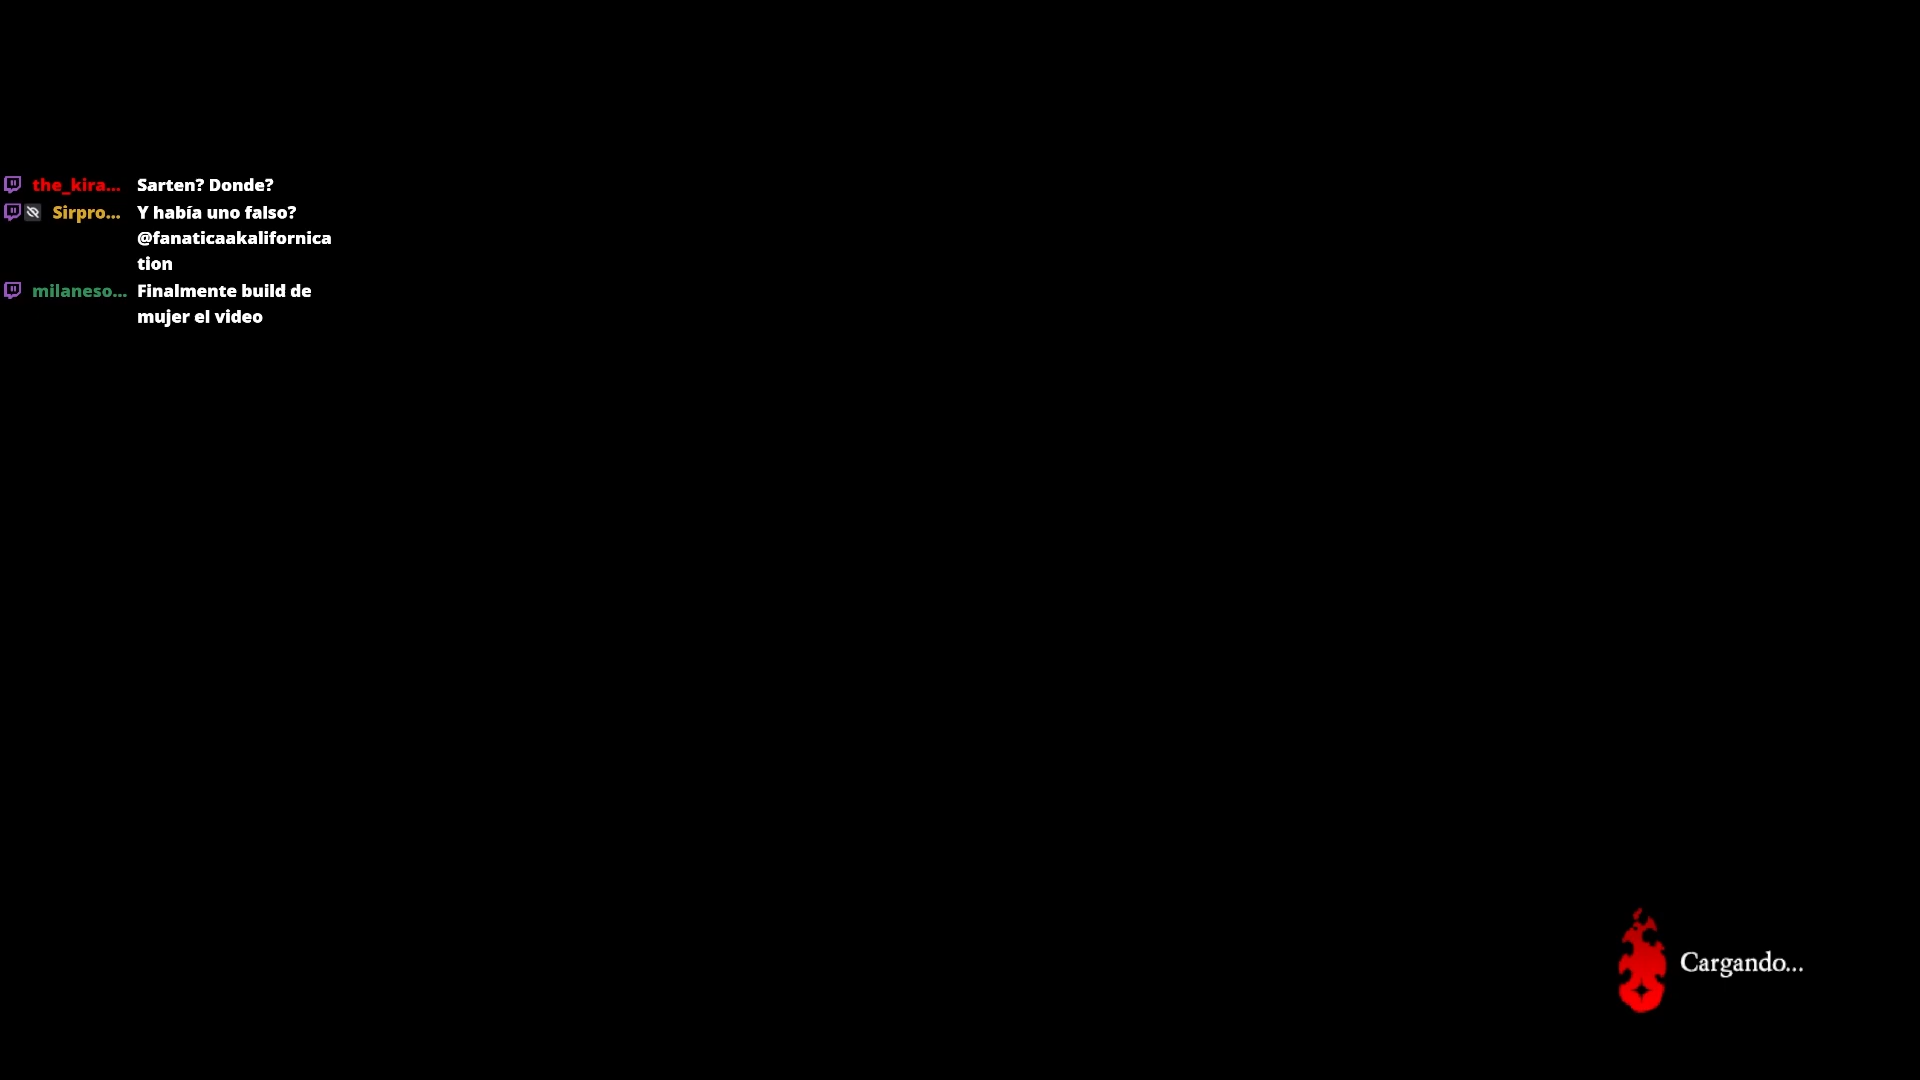 the_kira... Sarten? Donde?
Sirpro... Y había uno falso?
@fanaticaakalifornica
tion
milaneso... Finalmente build de
mujer el video
Cargando...